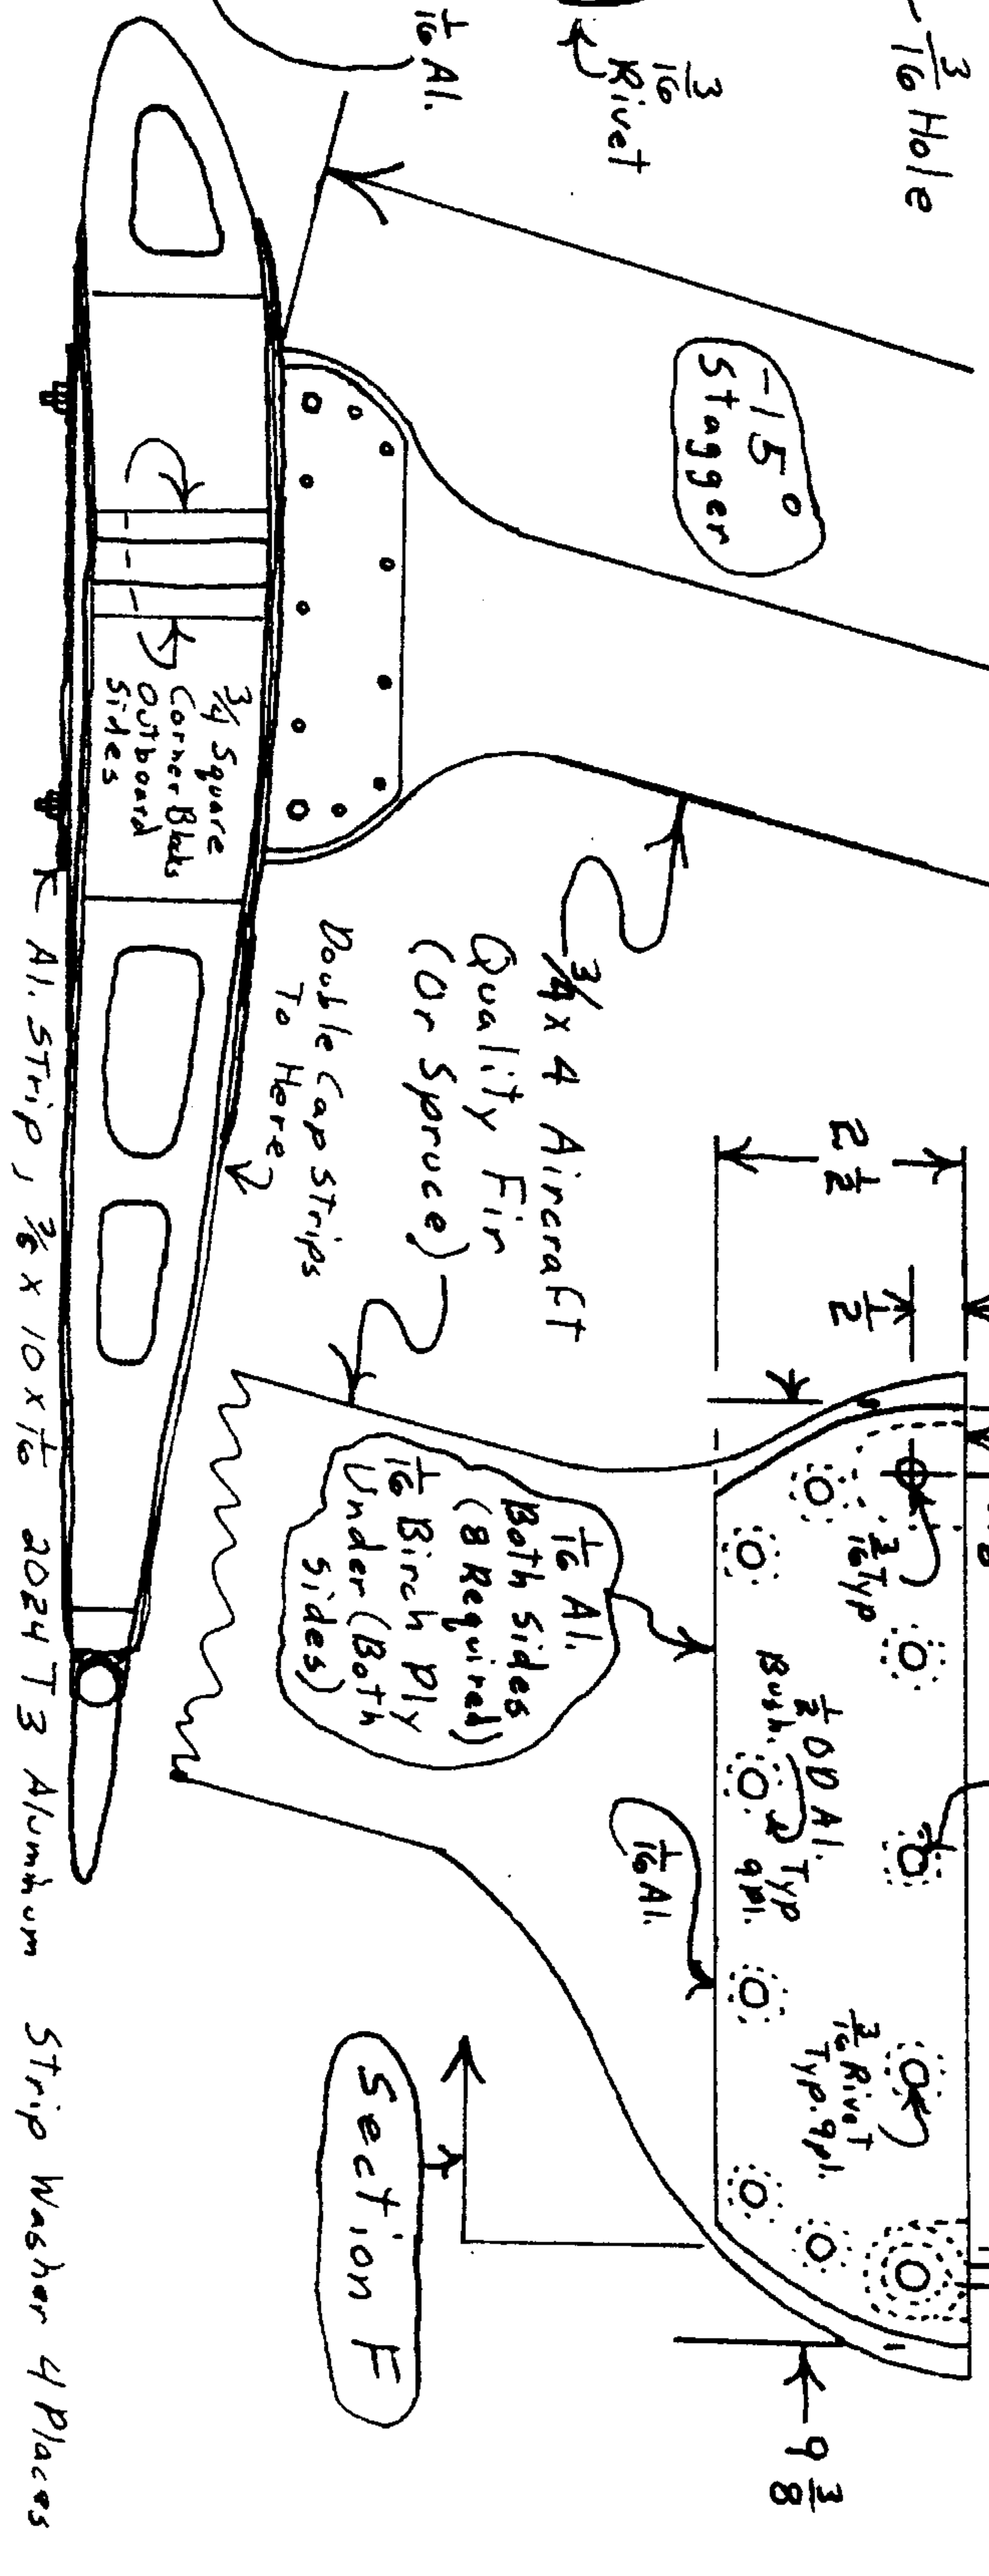 3/16 Hole
3/16
Rivet
1/16 Al.
-15°
Stagger
3/4 Square
Corner Blocks
Outboard
Sides
3/4 x 4 Aircraft
Quality Fir
(Or Spruce)
Double Cap Strips
To Here
2 1/2
1/2
3/16 Typ
1/2 OD Al.
Bush. Typ
9 pl.
3/16 Rivet
Typ. 9 pl.
1/16 Al.
Both Sides
(8 Required)
1/16 Birch Ply
Under (Both
Sides)
1/16 Al.
Section F
9 3/8
Al. Strip, 7/8 x 10 x 1/16 2024 T3 Aluminum Strip Washer 4 Places